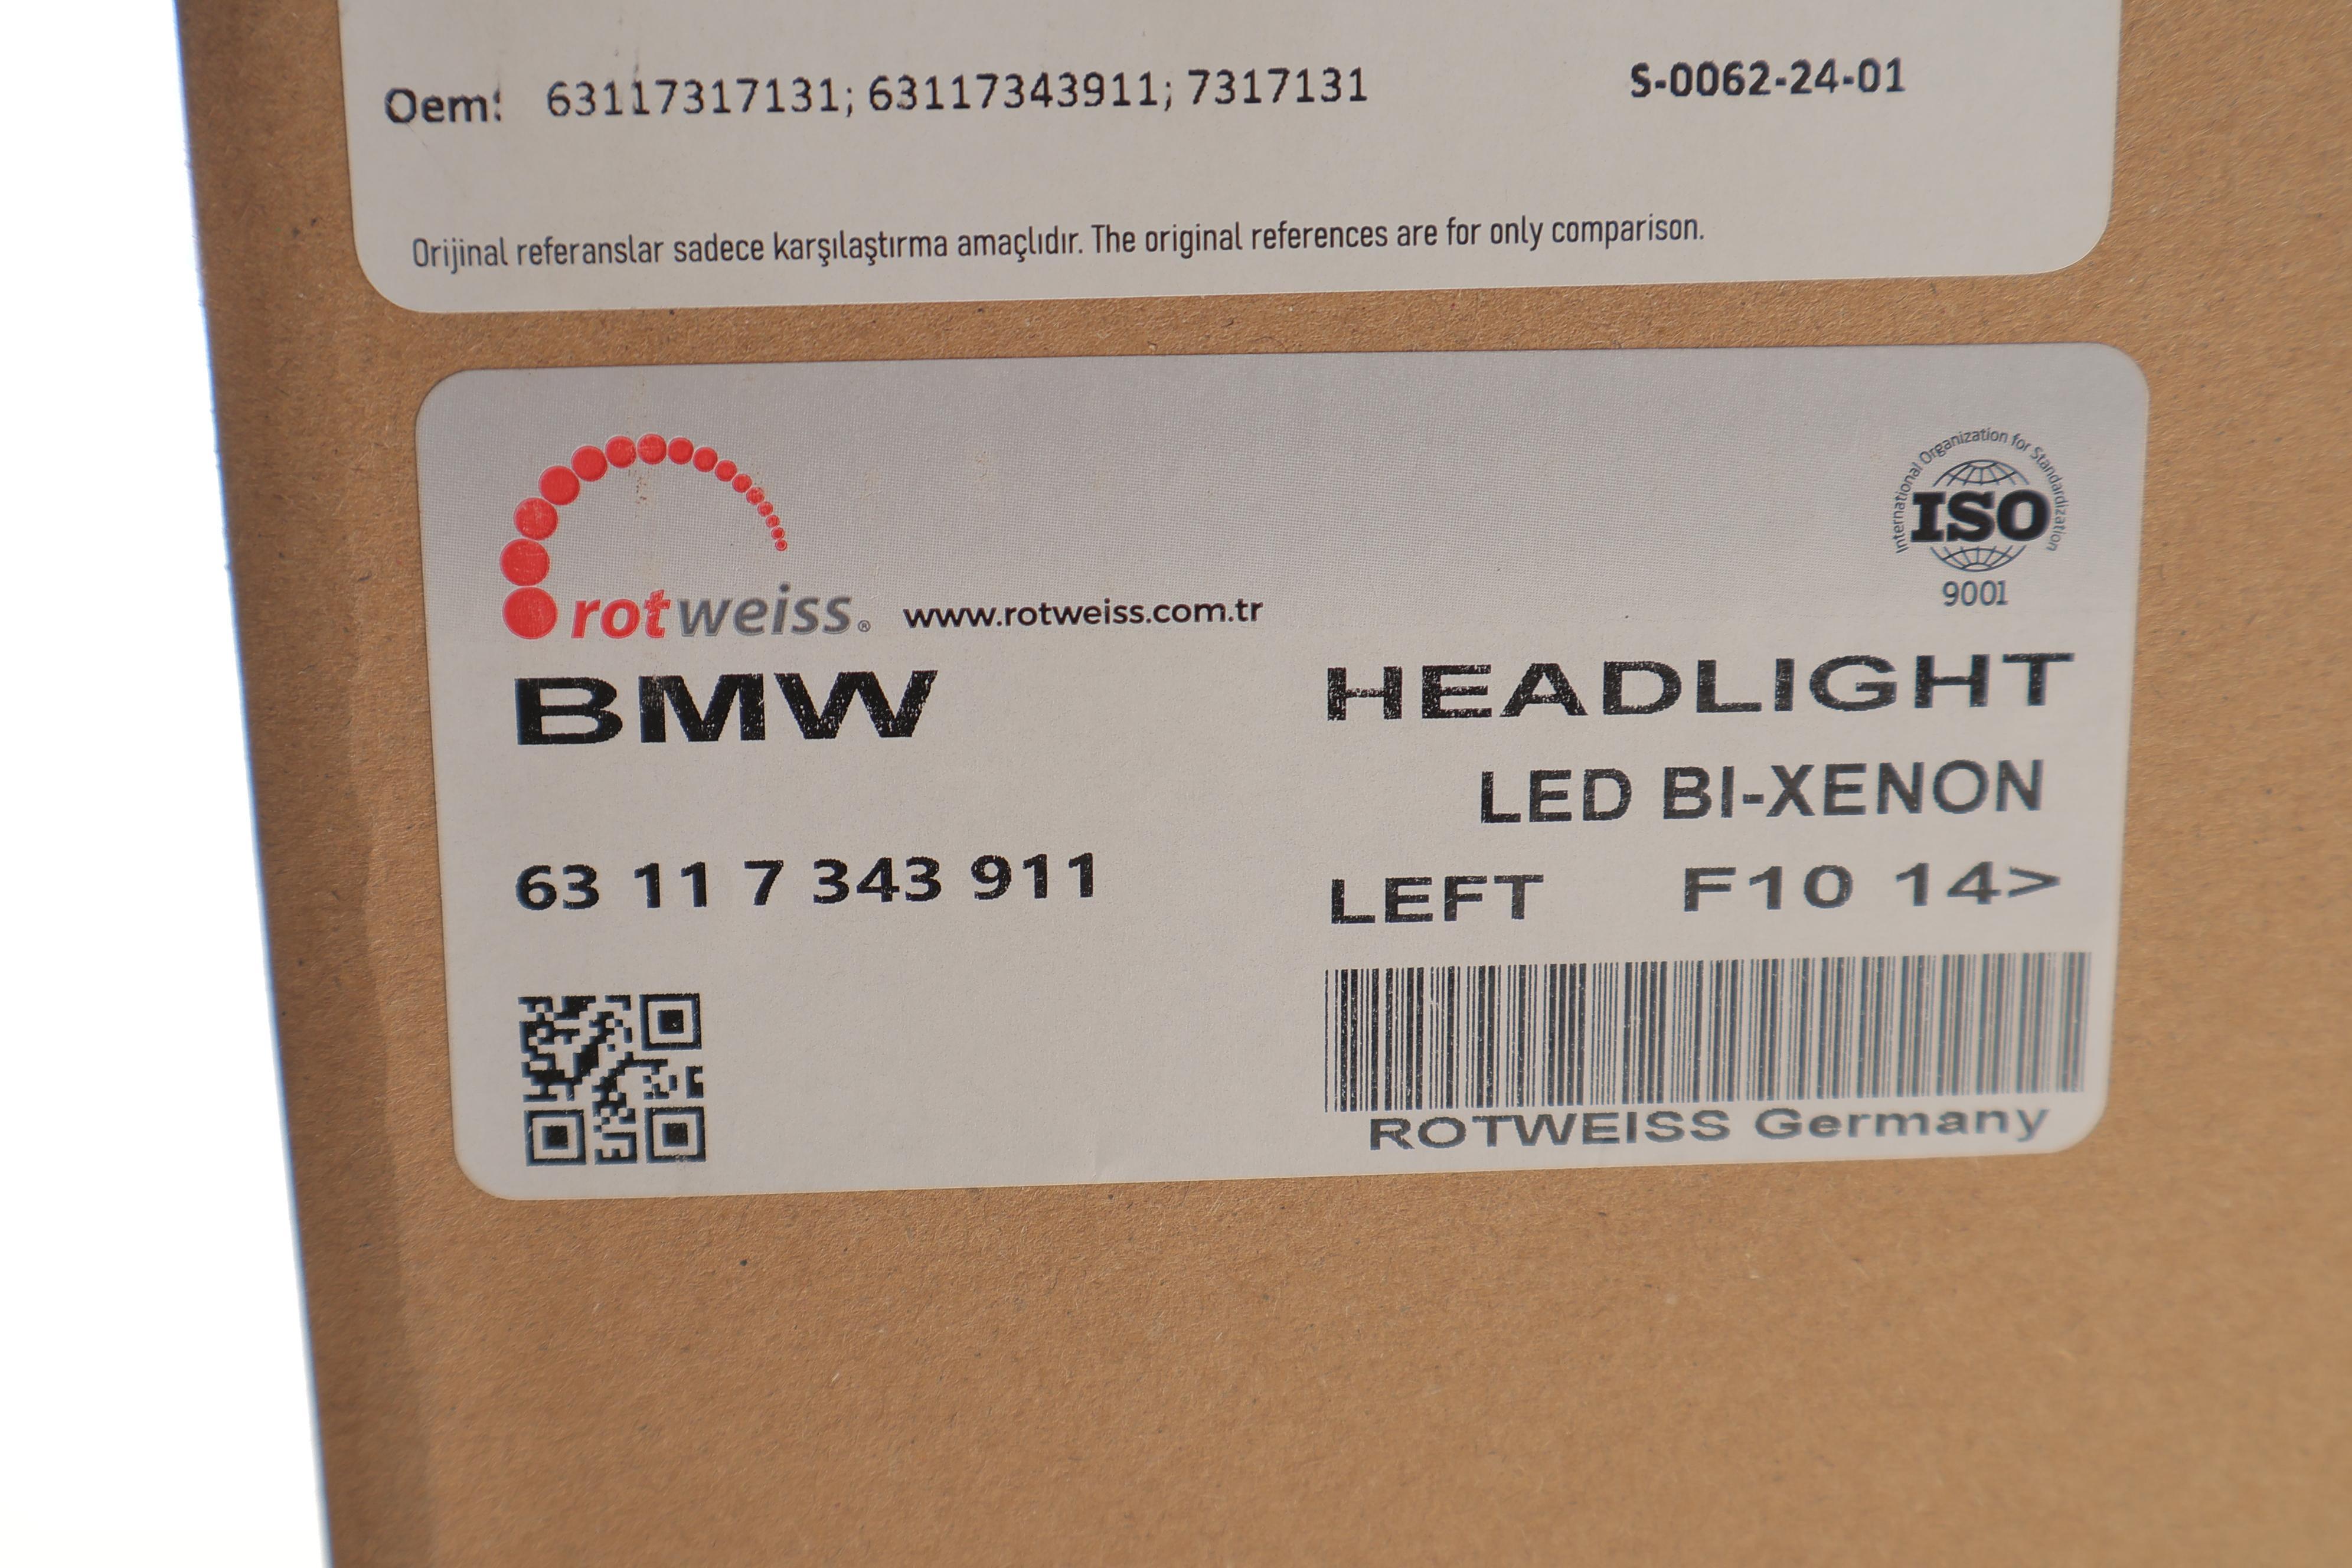 Oem: 63117317131; 63117343911; 7317131 S-0062-24-01
Orijinal referanslar sadece karşılaştırma amaçlıdır. The original references are for only comparison.
International Organization for Standardization
ISO
9001
rotweiss® www.rotweiss.com.tr
BMW HEADLIGHT
LED BI-XENON
63 11 7 343 911 LEFT F10 14>
ROTWEISS Germany